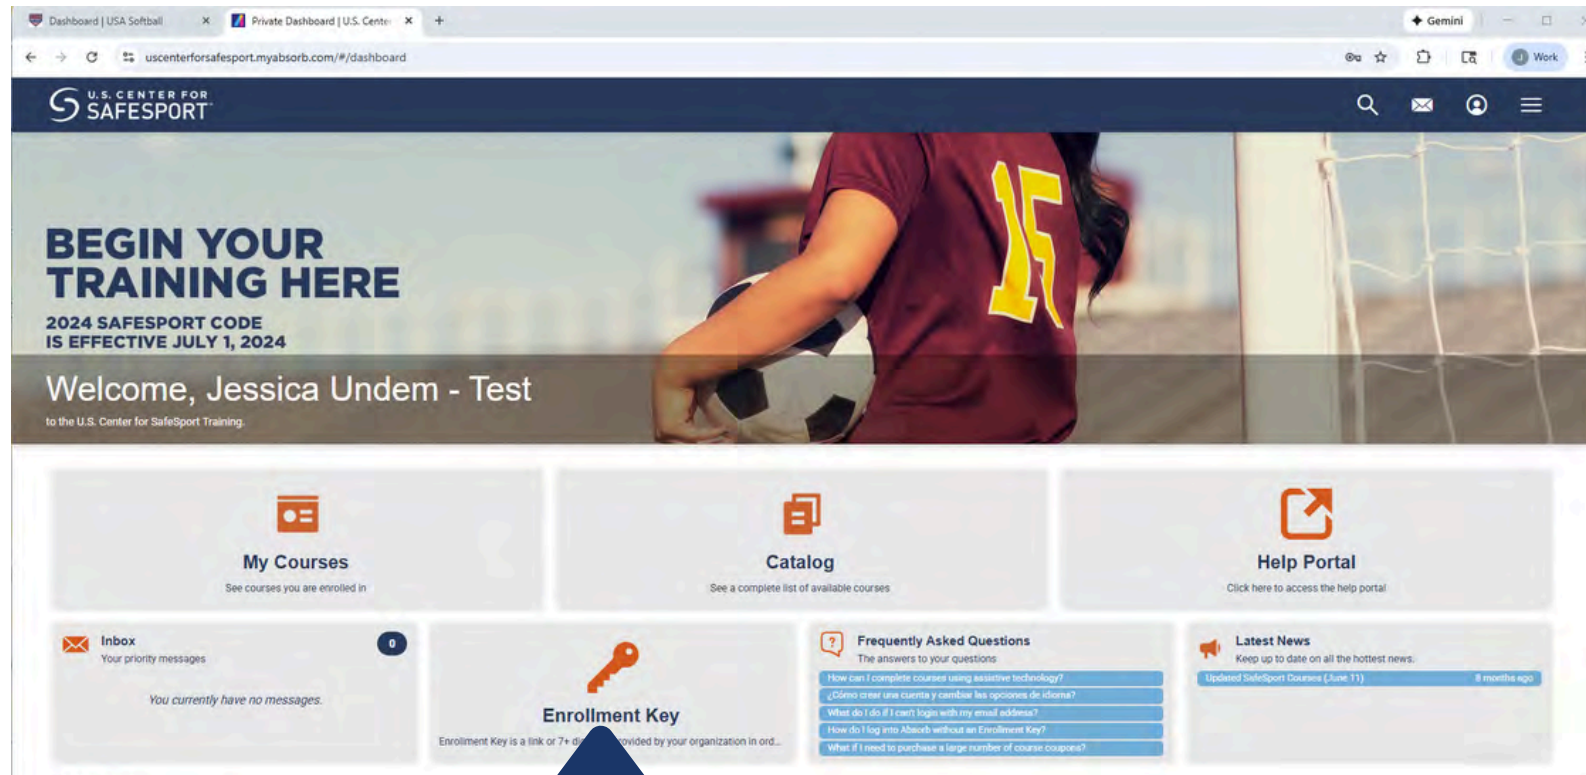 Dashboard | USA Softball
Private Dashboard | U.S. Center
Gemini
uscenterforsafesport.myabsorb.com/#/dashboard
Work
U.S. CENTER FOR
SAFESPORT
15
BEGIN YOUR
TRAINING HERE
2024 SAFESPORT CODE
IS EFFECTIVE JULY 1, 2024
Welcome, Jessica Undem - Test
to the U.S. Center for SafeSport Training.
My Courses
See courses you are enrolled in
Catalog
See a complete list of available courses
Help Portal
Click here to access the help portal
Inbox
0
Your priority messages
You currently have no messages.
Enrollment Key
Enrollment Key is a link or 7+ di rovided by your organization in ord...
Frequently Asked Questions
The answers to your questions
How can I complete courses using assistive technology?
¿Cómo crear una cuenta y cambiar las opciones de idioma?
What do I do if I can't login with my email address?
How do I log into Absorb without an Enrollment Key?
What if I need to purchase a large number of course coupons?
Latest News
Keep up to date on all the hottest news.
Updated SafeSport Courses (June 11) 8 months ago